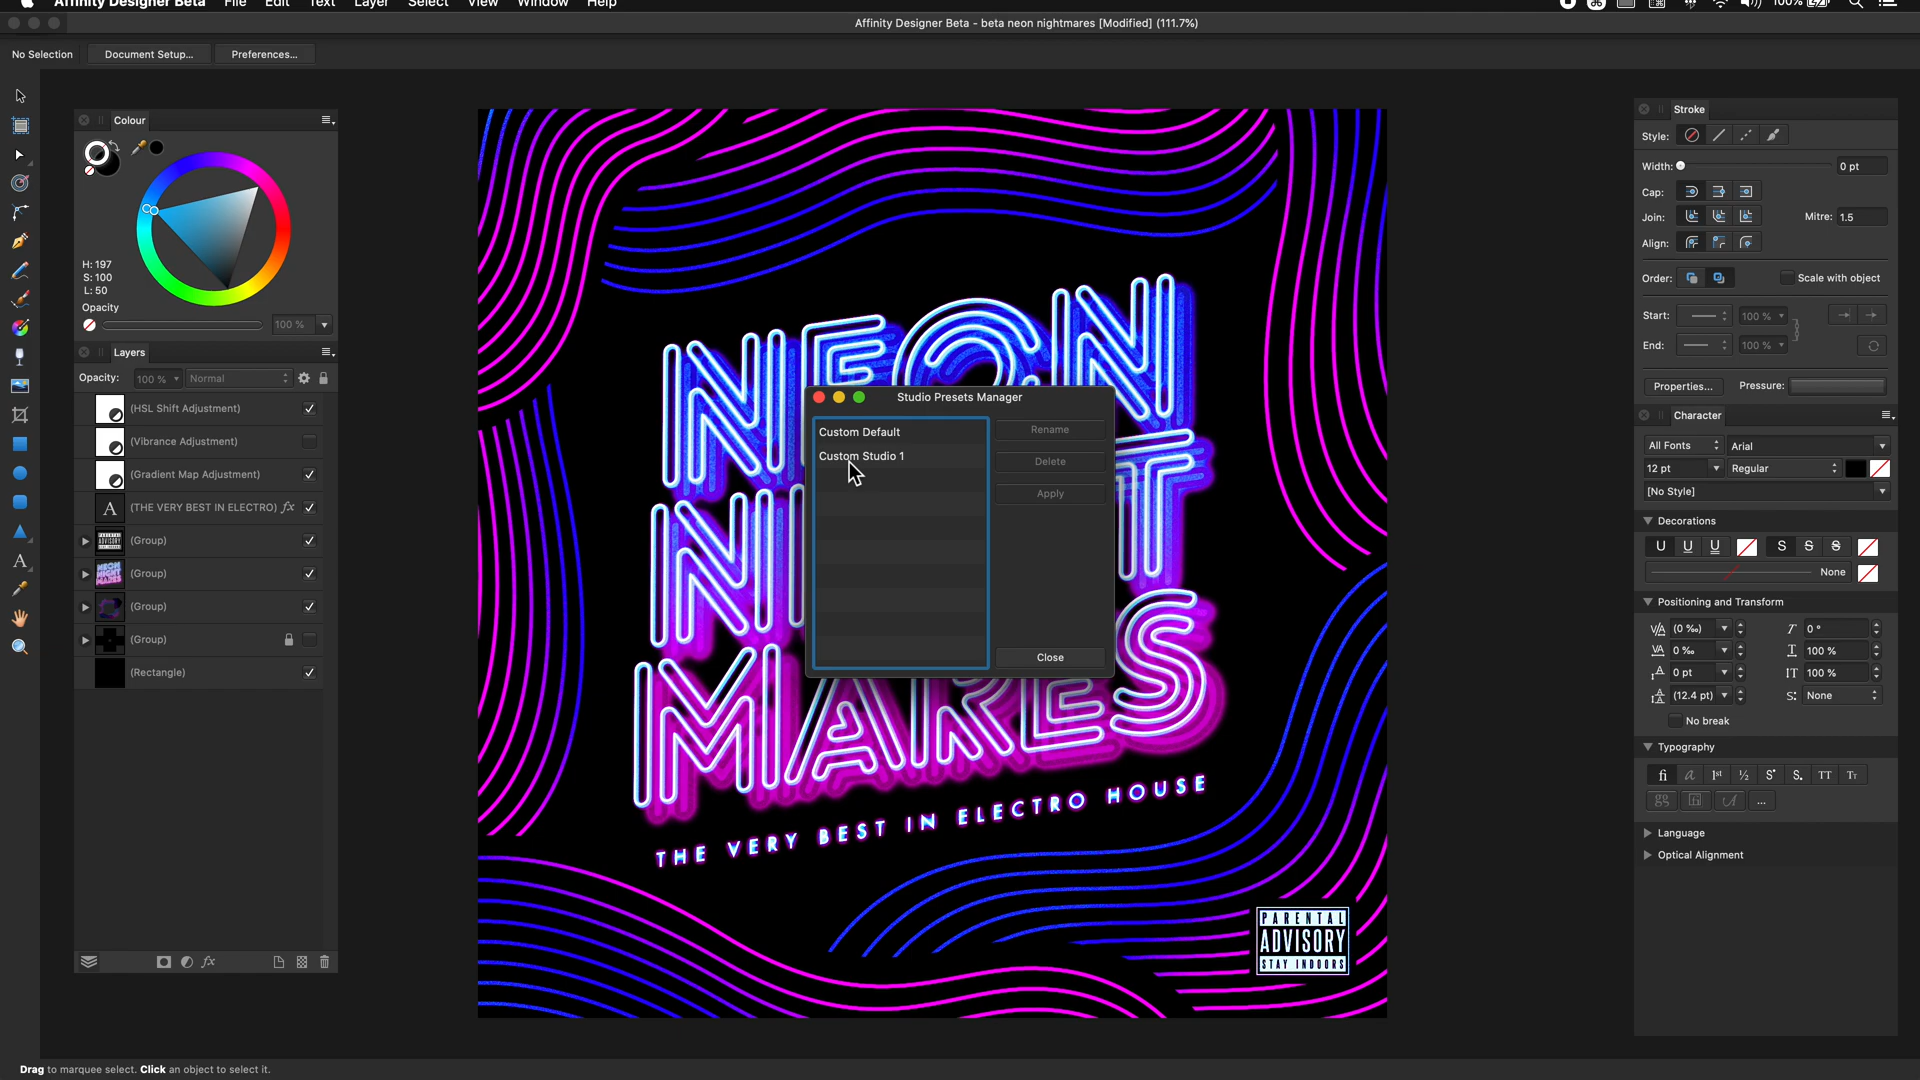 Affinity Designer Beta File Edit Text Layer Select View Window Help 100%
Affinity Designer Beta - beta neon nightmares [Modified] (111.7%)
No Selection Document Setup... Preferences...
Colour
H: 197
S: 100
L: 50
Opacity
100 %
Layers
Opacity: 100 % Normal
(HSL Shift Adjustment)
(Vibrance Adjustment)
(Gradient Map Adjustment)
A (THE VERY BEST IN ELECTRO) fx
(Group)
(Group)
(Group)
(Group)
(Rectangle)
fx
NEON
NIGHT
MARES
THE VERY BEST IN ELECTRO HOUSE
PARENTAL
ADVISORY
STAY INDOORS
Studio Presets Manager
Custom Default
Custom Studio 1
Rename
Delete
Apply
Close
Stroke
Style:
Width: 0 pt
Cap:
Join: Mitre: 1.5
Align:
Order: Scale with object
Start: 100 %
End: 100 %
Properties... Pressure:
Character
All Fonts Arial
12 pt Regular
[No Style]
Decorations
U U U S S S
None
Positioning and Transform
V/A (0 ‰) T 0 °
VA 0 ‰ T 100 %
A 0 pt IT 100 %
A (12.4 pt) S: None
No break
Typography
fi a 1st ½ S S TT Tt
...
Language
Optical Alignment
Drag to marquee select. Click an object to select it.